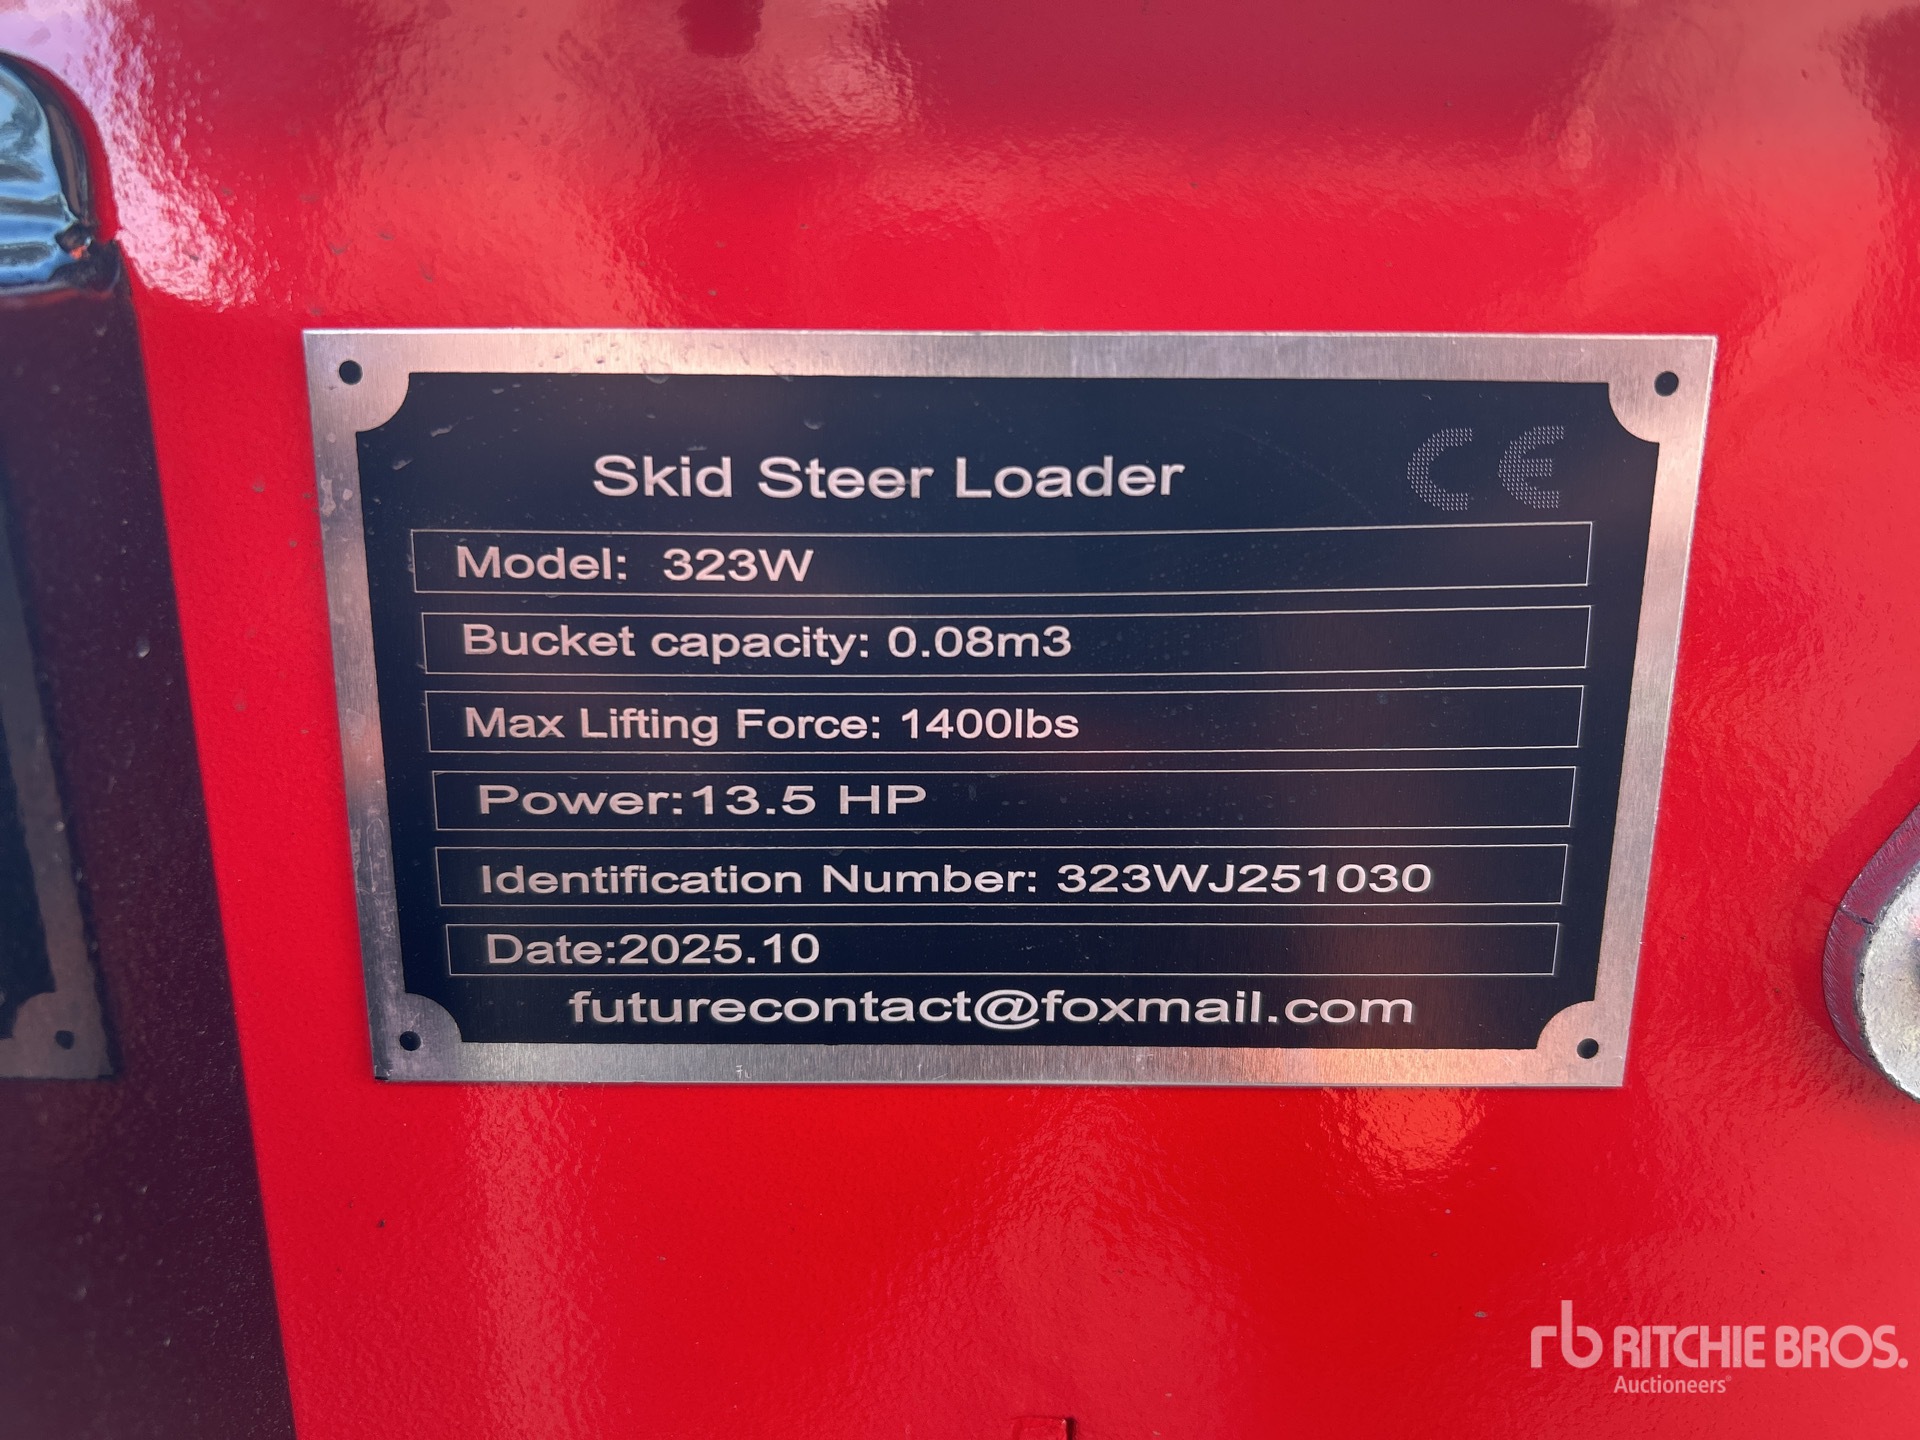 Skid Steer Loader
CE
Model: 323W
Bucket capacity: 0.08m3
Max Lifting Force: 1400lbs
Power:13.5 HP
Identification Number: 323WJ251030
Date:2025.10
futurecontact@foxmail.com
rb RITCHIE BROS.
Auctioneers®